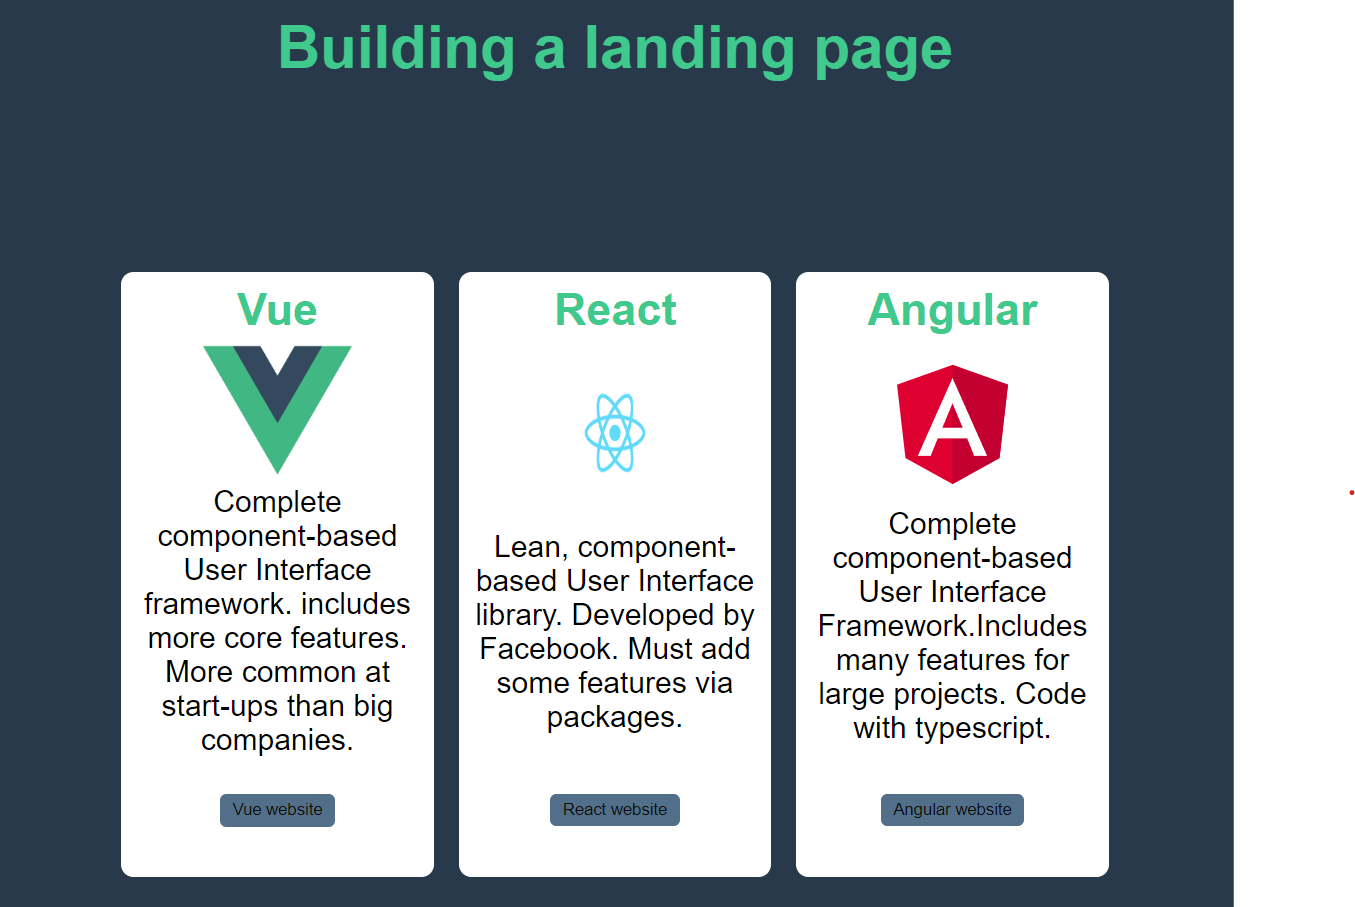 Building a landing page
Vue
Complete
component-based
User Interface
framework. includes
more core features.
More common at
start-ups than big
companies.
Vue website
React
Lean, component-
based User Interface
library. Developed by
Facebook. Must add
some features via
packages.
React website
Angular
A
Complete
component-based
User Interface
Framework.Includes
many features for
large projects. Code
with typescript.
Angular website